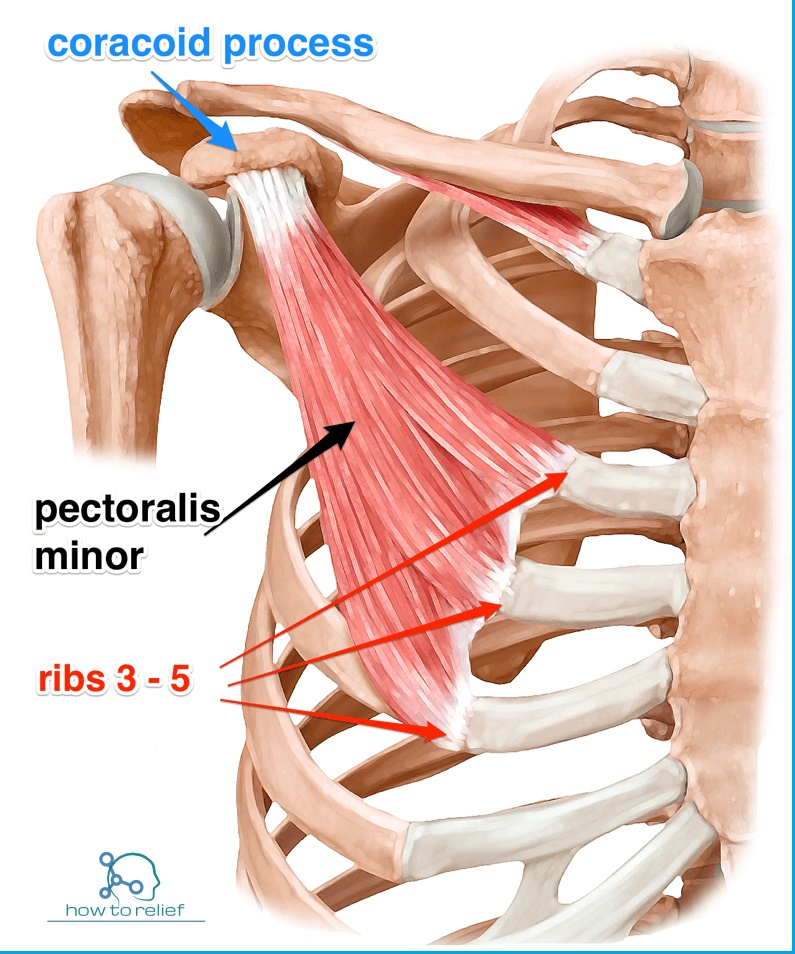 coracoid process
pectoralis
minor
ribs 3 - 5
how to relief